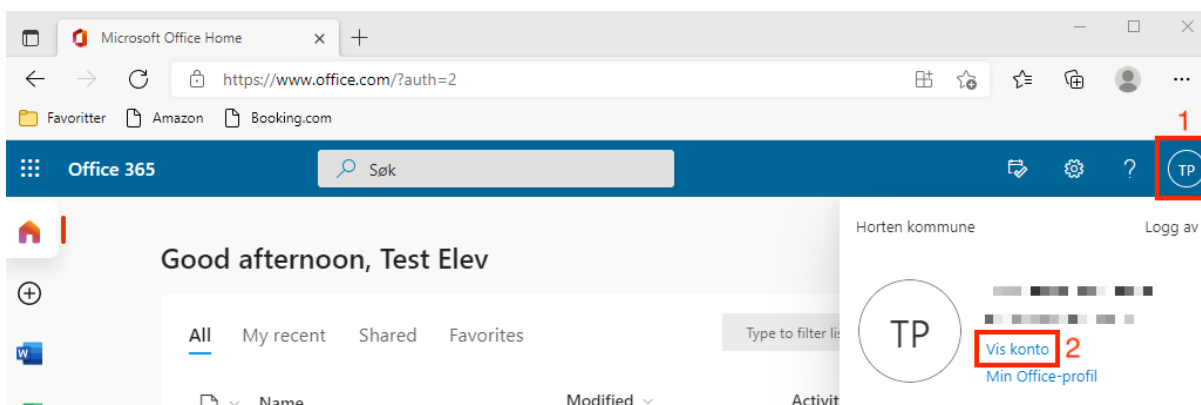 Microsoft Office Home
https://www.office.com/?auth=2
Favoritter Amazon Booking.com
1
Office 365 Søk ? TP
Horten kommune Logg av
Good afternoon, Test Elev
TP
All My recent Shared Favorites Type to filter lis
Vis konto 2
Min Office-profil
W
Name Modified Activit